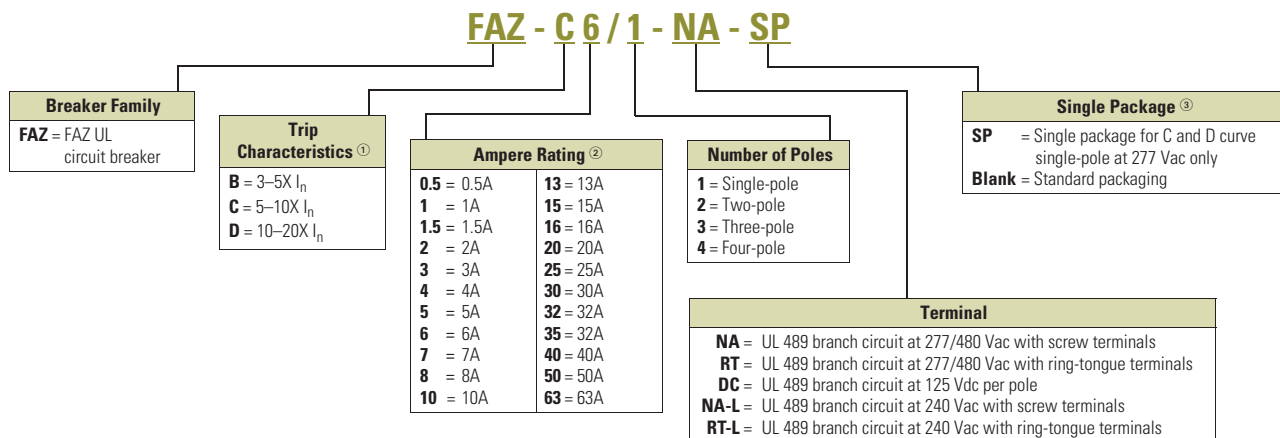 FAZ - C 6 / 1 - NA - SP
Breaker Family
FAZ = FAZ UL
circuit breaker
Trip
Characteristics ①
B = 3–5X In
C = 5–10X In
D = 10–20X In
Ampere Rating ②
0.5 = 0.5A
1 = 1A
1.5 = 1.5A
2 = 2A
3 = 3A
4 = 4A
5 = 5A
6 = 6A
7 = 7A
8 = 8A
10 = 10A
13 = 13A
15 = 15A
16 = 16A
20 = 20A
25 = 25A
30 = 30A
32 = 32A
35 = 32A
40 = 40A
50 = 50A
63 = 63A
Number of Poles
1 = Single-pole
2 = Two-pole
3 = Three-pole
4 = Four-pole
Single Package ③
SP = Single package for C and D curve
single-pole at 277 Vac only
Blank = Standard packaging
Terminal
NA = UL 489 branch circuit at 277/480 Vac with screw terminals
RT = UL 489 branch circuit at 277/480 Vac with ring-tongue terminals
DC = UL 489 branch circuit at 125 Vdc per pole
NA-L = UL 489 branch circuit at 240 Vac with screw terminals
RT-L = UL 489 branch circuit at 240 Vac with ring-tongue terminals